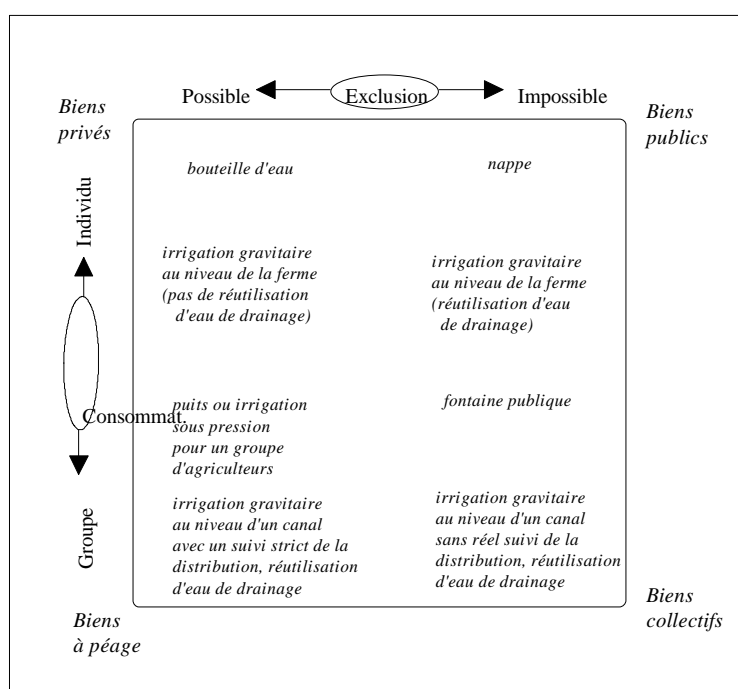 Possible Exclusion Impossible
Biens
privés
Biens
publics
Individu
Consommat.
Groupe
bouteille d'eau
nappe
irrigation gravitaire
au niveau de la ferme
(pas de réutilisation
d'eau de drainage)
irrigation gravitaire
au niveau de la ferme
(réutilisation d'eau
de drainage)
puits ou irrigation
sous pression
pour un groupe
d'agriculteurs
fontaine publique
irrigation gravitaire
au niveau d'un canal
avec un suivi strict de la
distribution, réutilisation
d'eau de drainage
irrigation gravitaire
au niveau d'un canal
sans réel suivi de la
distribution, réutilisation
d'eau de drainage
Biens
à péage
Biens
collectifs